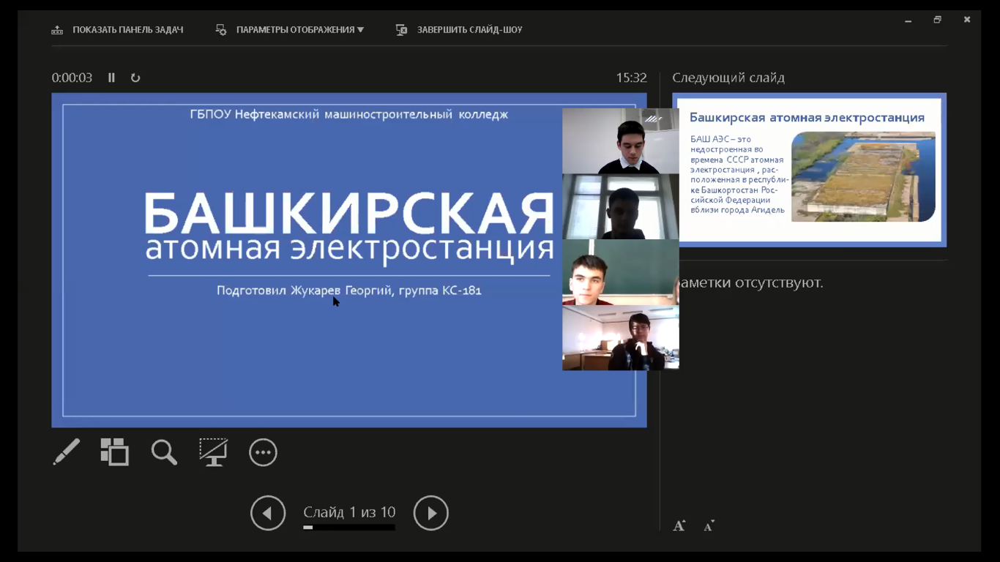 ПОКАЗАТЬ ПАНЕЛЬ ЗАДАЧ
ПАРАМЕТРЫ ОТОБРАЖЕНИЯ
ЗАВЕРШИТЬ СЛАЙД-ШОУ
0:00:03
15:32
ГБПОУ Нефтекамский машиностроительный колледж
БАШКИРСКАЯ
атомная электростанция
Подготовил Жукарев Георгий, группа КС-181
Следующий слайд
Башкирская атомная электростанция
БАШ АЭС – это
недостроенная во
времена СССР атомная
электростанция , рас-
положенная в республи-
ке Башкортостан Рос-
сийской Федерации
вблизи города Агидель
аметки отсутствуют.
Слайд 1 из 10
A A